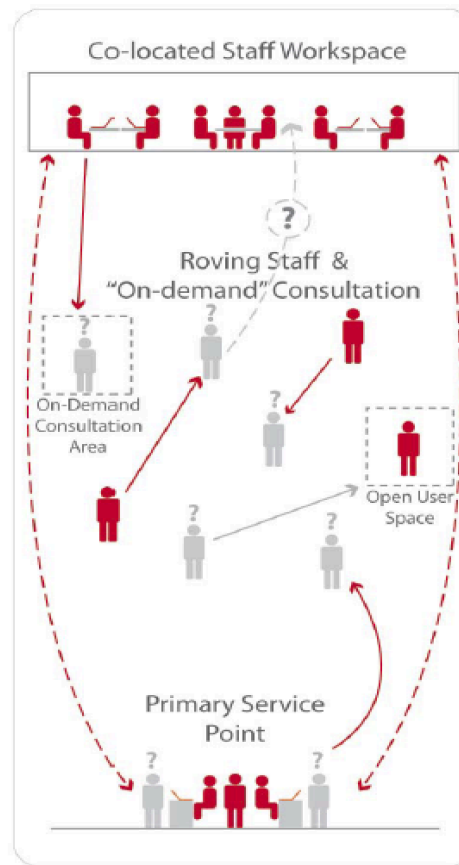 Co-located Staff Workspace
?
Roving Staff &
"On-demand" Consultation
?
?
On-Demand
Consultation
Area
?
?
?
Open User
Space
Primary Service
Point
?
?